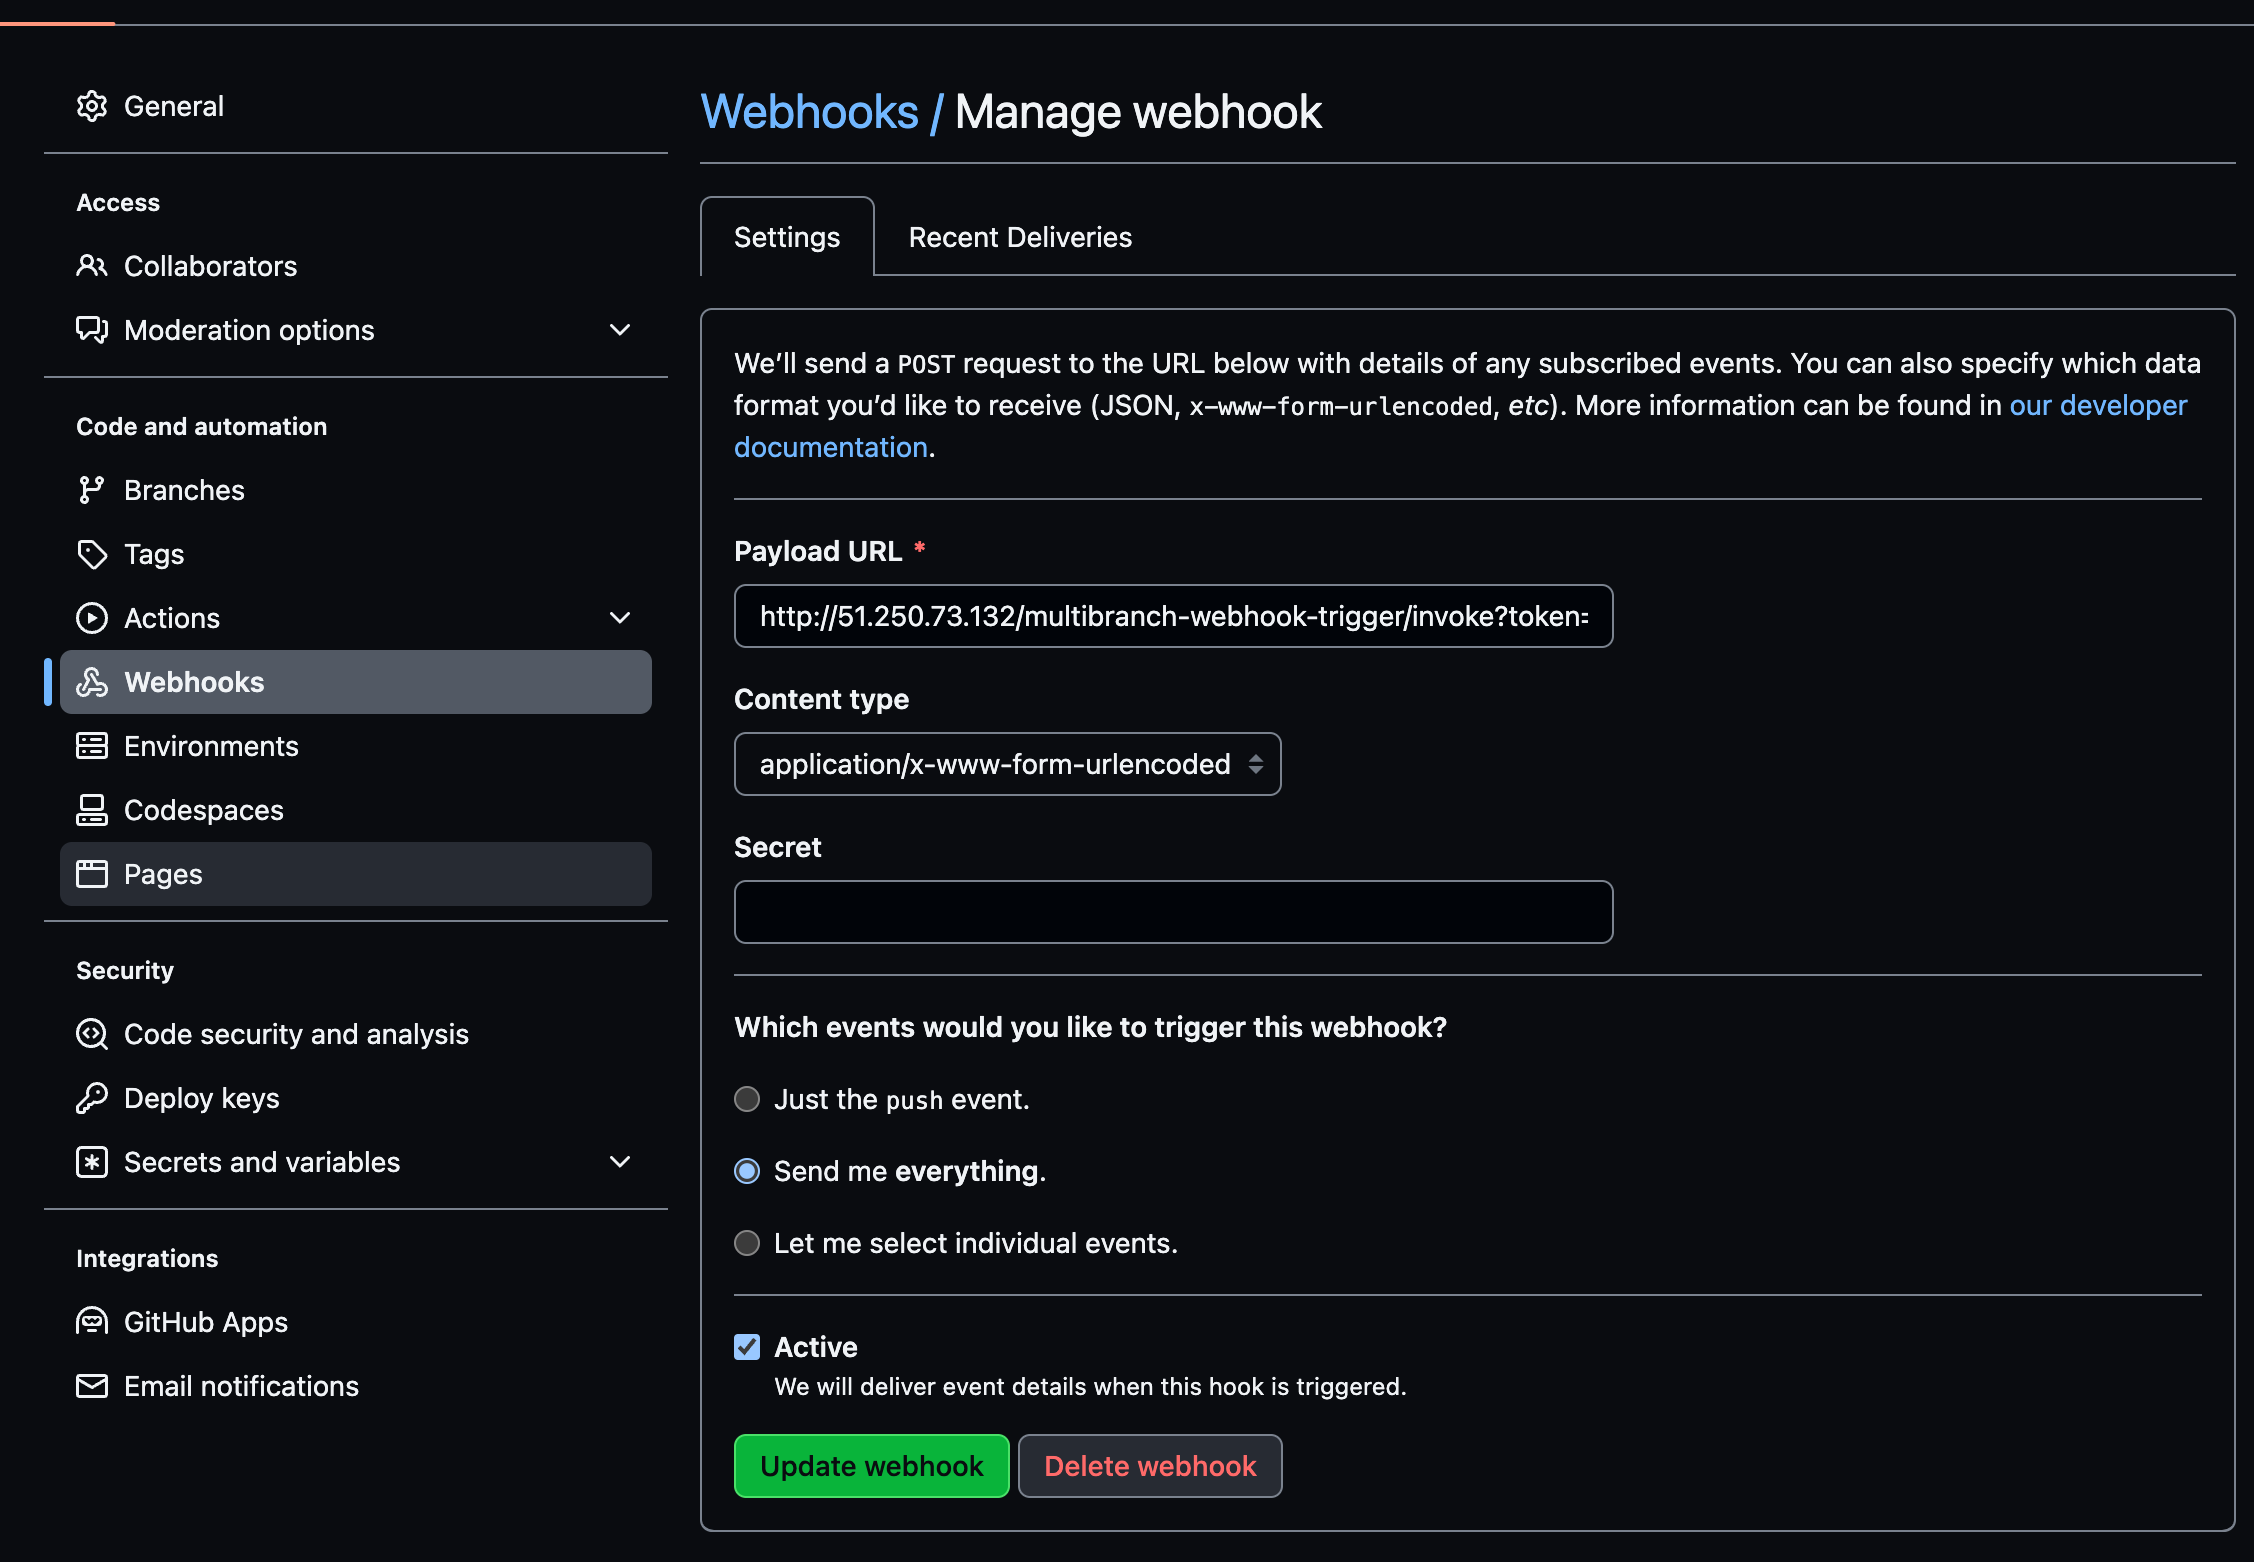 General
Access
Collaborators
Moderation options
Code and automation
Branches
Tags
Actions
Webhooks
Environments
Codespaces
Pages
Security
Code security and analysis
Deploy keys
Secrets and variables
Integrations
GitHub Apps
Email notifications
Webhooks / Manage webhook
Settings
Recent Deliveries
We’ll send a POST request to the URL below with details of any subscribed events. You can also specify which data
format you’d like to receive (JSON, x-www-form-urlencoded, etc). More information can be found in our developer
documentation.
Payload URL *
http://51.250.73.132/multibranch-webhook-trigger/invoke?token=
Content type
application/x-www-form-urlencoded
Secret
Which events would you like to trigger this webhook?
Just the push event.
Send me everything.
Let me select individual events.
Active
We will deliver event details when this hook is triggered.
Update webhook
Delete webhook